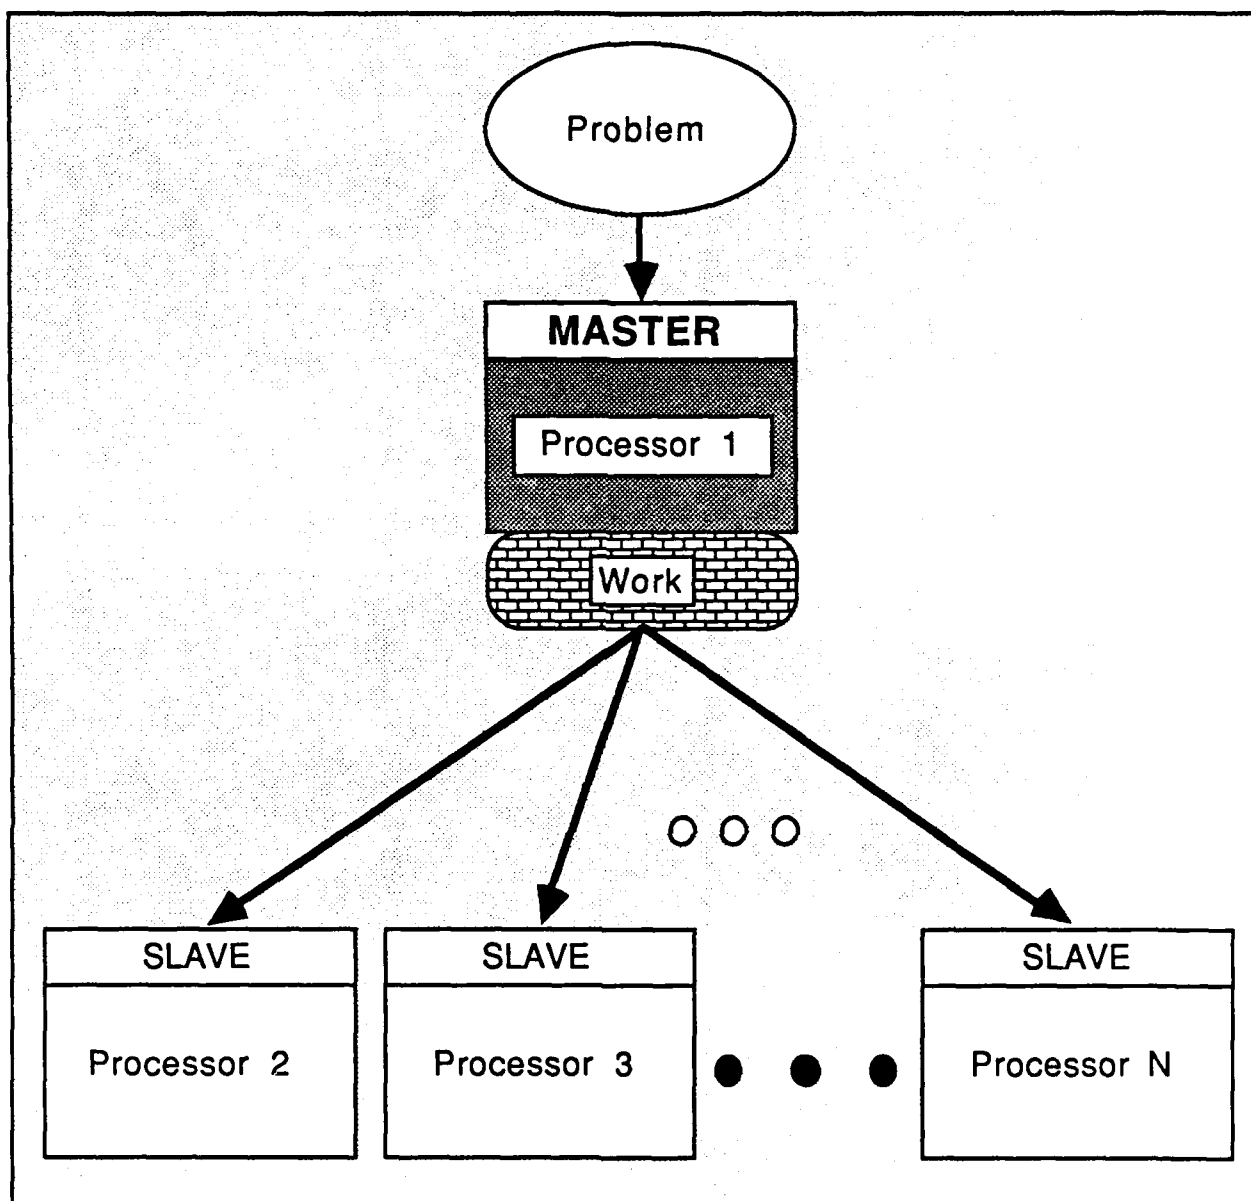 Problem
MASTER
Processor 1
Work
SLAVE SLAVE SLAVE
Processor 2 Processor 3 Processor N